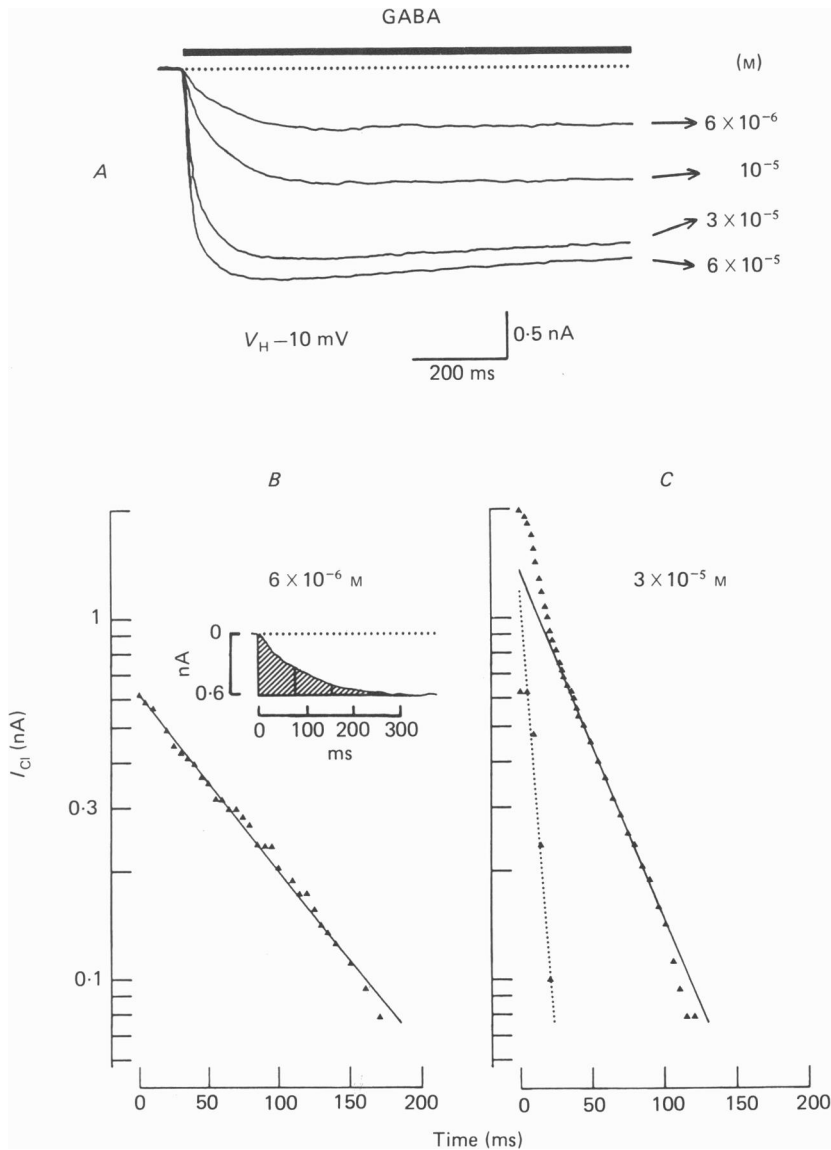 GABA
(M)
A
6 × 10⁻⁶
10⁻⁵
3 × 10⁻⁵
6 × 10⁻⁵
V_H −10 mV
0·5 nA
200 ms
B
C
6 × 10⁻⁶ M
3 × 10⁻⁵ M
1
0
nA
0·6
0 100 200 300
ms
I_Cl (nA)
0·3
0·1
0 50 100 150 200
0 50 100 150 200
Time (ms)